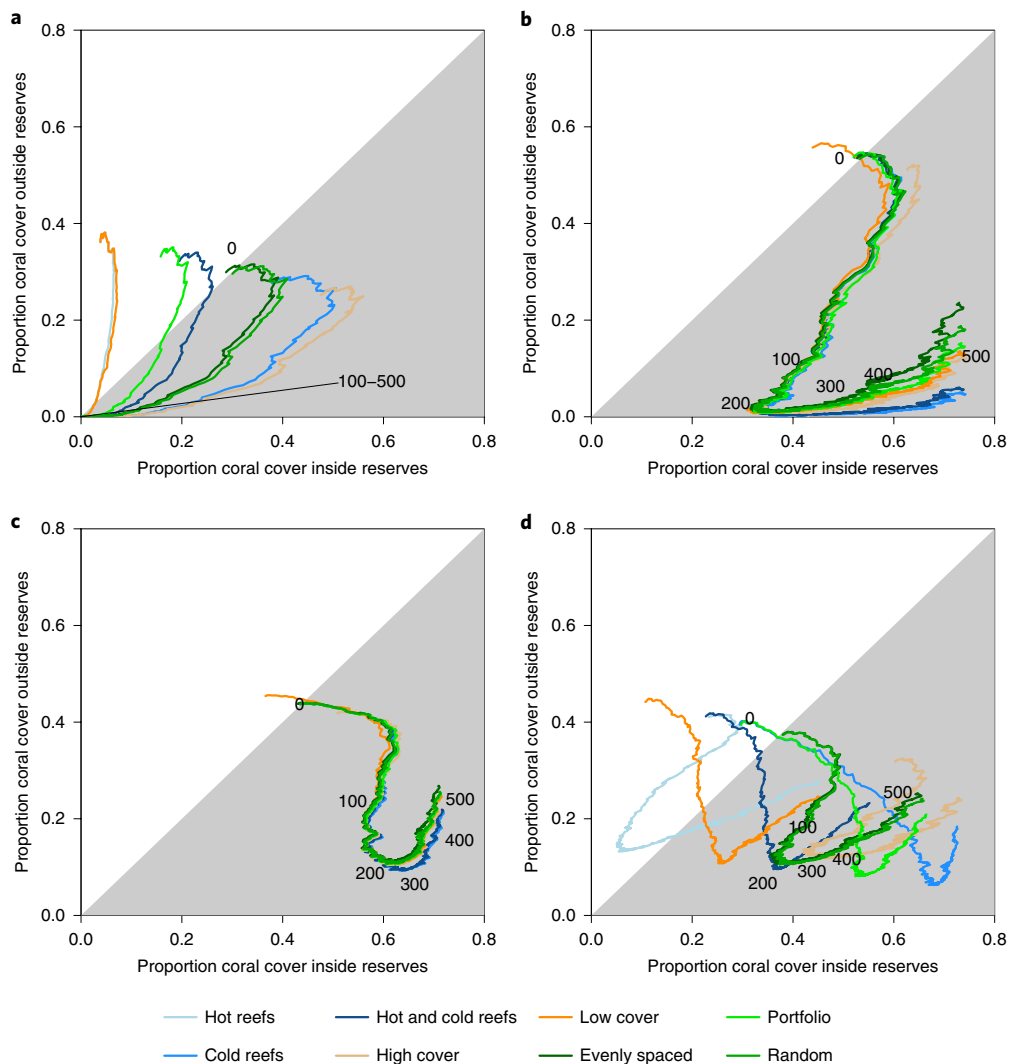 a
0.8
0.6
0.4
0.2
0.0
Proportion coral cover outside reserves
0
100–500
0.0 0.2 0.4 0.6 0.8
Proportion coral cover inside reserves
b
0.8
0.6
0.4
0.2
0.0
Proportion coral cover outside reserves
0
100
200
300
400
500
0.0 0.2 0.4 0.6 0.8
Proportion coral cover inside reserves
c
0.8
0.6
0.4
0.2
0.0
Proportion coral cover outside reserves
0
100
200
300
400
500
0.0 0.2 0.4 0.6 0.8
Proportion coral cover inside reserves
d
0.8
0.6
0.4
0.2
0.0
Proportion coral cover outside reserves
0
100
200
300
400
500
0.0 0.2 0.4 0.6 0.8
Proportion coral cover inside reserves
Hot reefs Hot and cold reefs Low cover Portfolio
Cold reefs High cover Evenly spaced Random